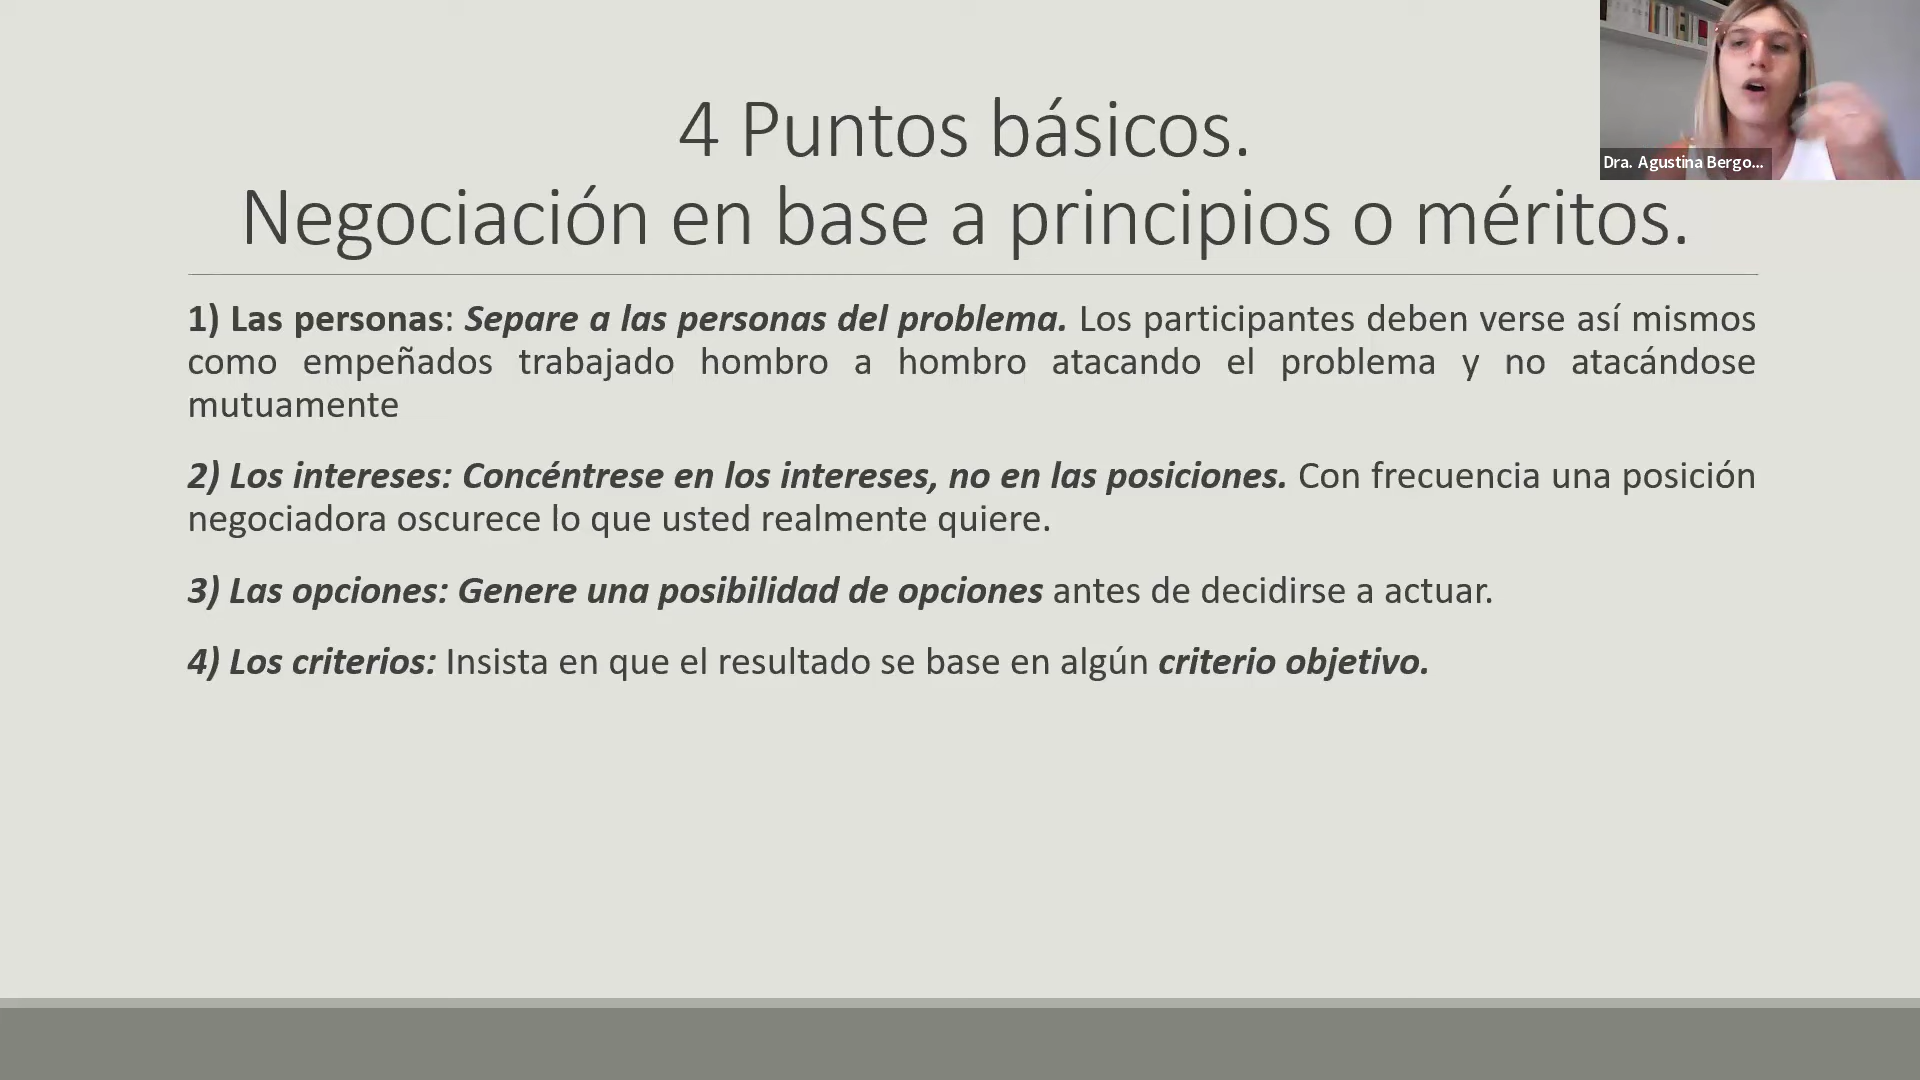 4 Puntos básicos.
Negociación en base a principios o méritos.
Dra. Agustina Bergo...
1) Las personas: Separe a las personas del problema. Los participantes deben verse así mismos
como empeñados trabajado hombro a hombro atacando el problema y no atacándose
mutuamente
2) Los intereses: Concéntrese en los intereses, no en las posiciones. Con frecuencia una posición
negociadora oscurece lo que usted realmente quiere.
3) Las opciones: Genere una posibilidad de opciones antes de decidirse a actuar.
4) Los criterios: Insista en que el resultado se base en algún criterio objetivo.